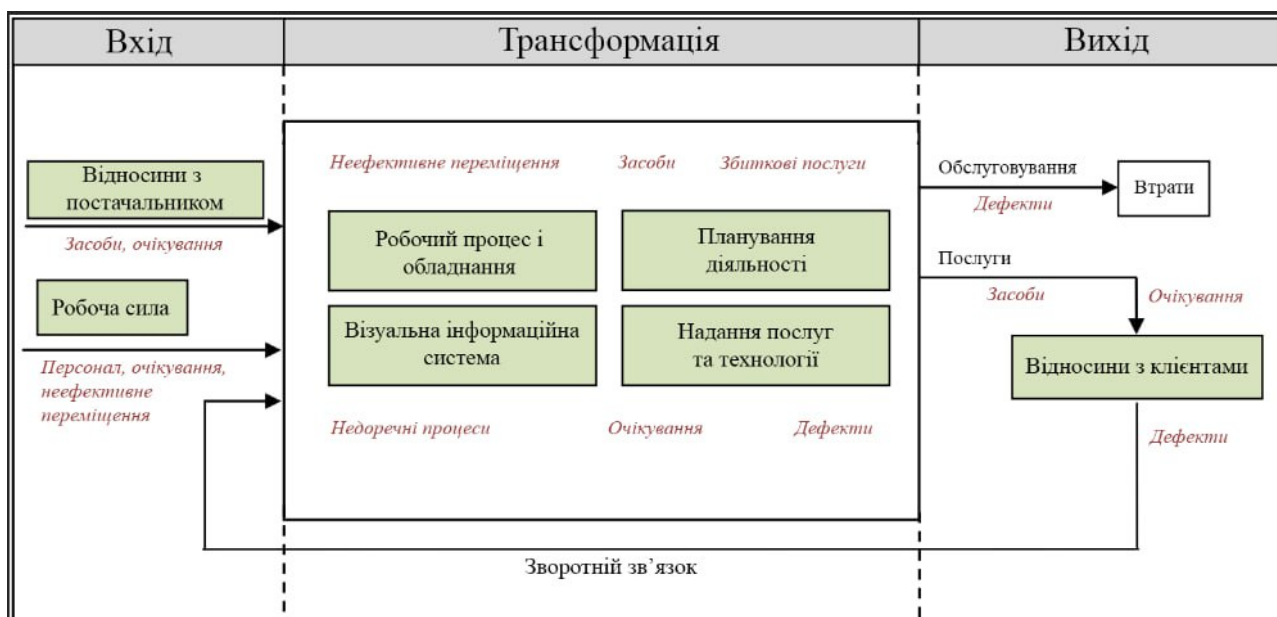 Вхід
Трансформація
Вихід
Відносини з
постачальником
Засоби, очікування
Робоча сила
Персонал, очікування,
неефективне
переміщення
Неефективне переміщення
Засоби
Збиткові послуги
Робочий процес і
обладнання
Планування
діяльності
Візуальна інформаційна
система
Надання послуг
та технології
Недоречні процеси
Очікування
Дефекти
Обслуговування
Дефекти
Втрати
Послуги
Засоби
Очікування
Відносини з клієнтами
Дефекти
Зворотній зв’язок